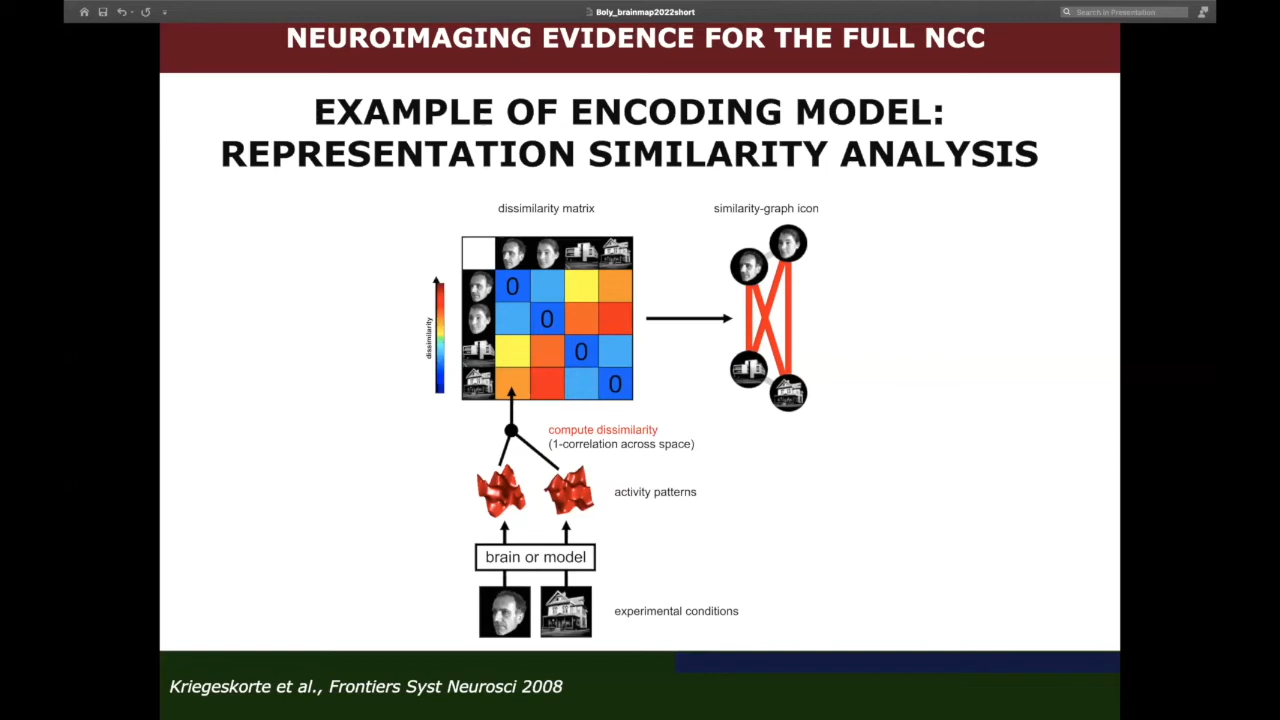 Boly_brainmap2022short
Search in Presentation
NEUROIMAGING EVIDENCE FOR THE FULL NCC
EXAMPLE OF ENCODING MODEL:
REPRESENTATION SIMILARITY ANALYSIS
dissimilarity matrix
similarity-graph icon
dissimilarity
0
0
0
0
compute dissimilarity
(1-correlation across space)
activity patterns
brain or model
experimental conditions
Kriegeskorte et al., Frontiers Syst Neurosci 2008